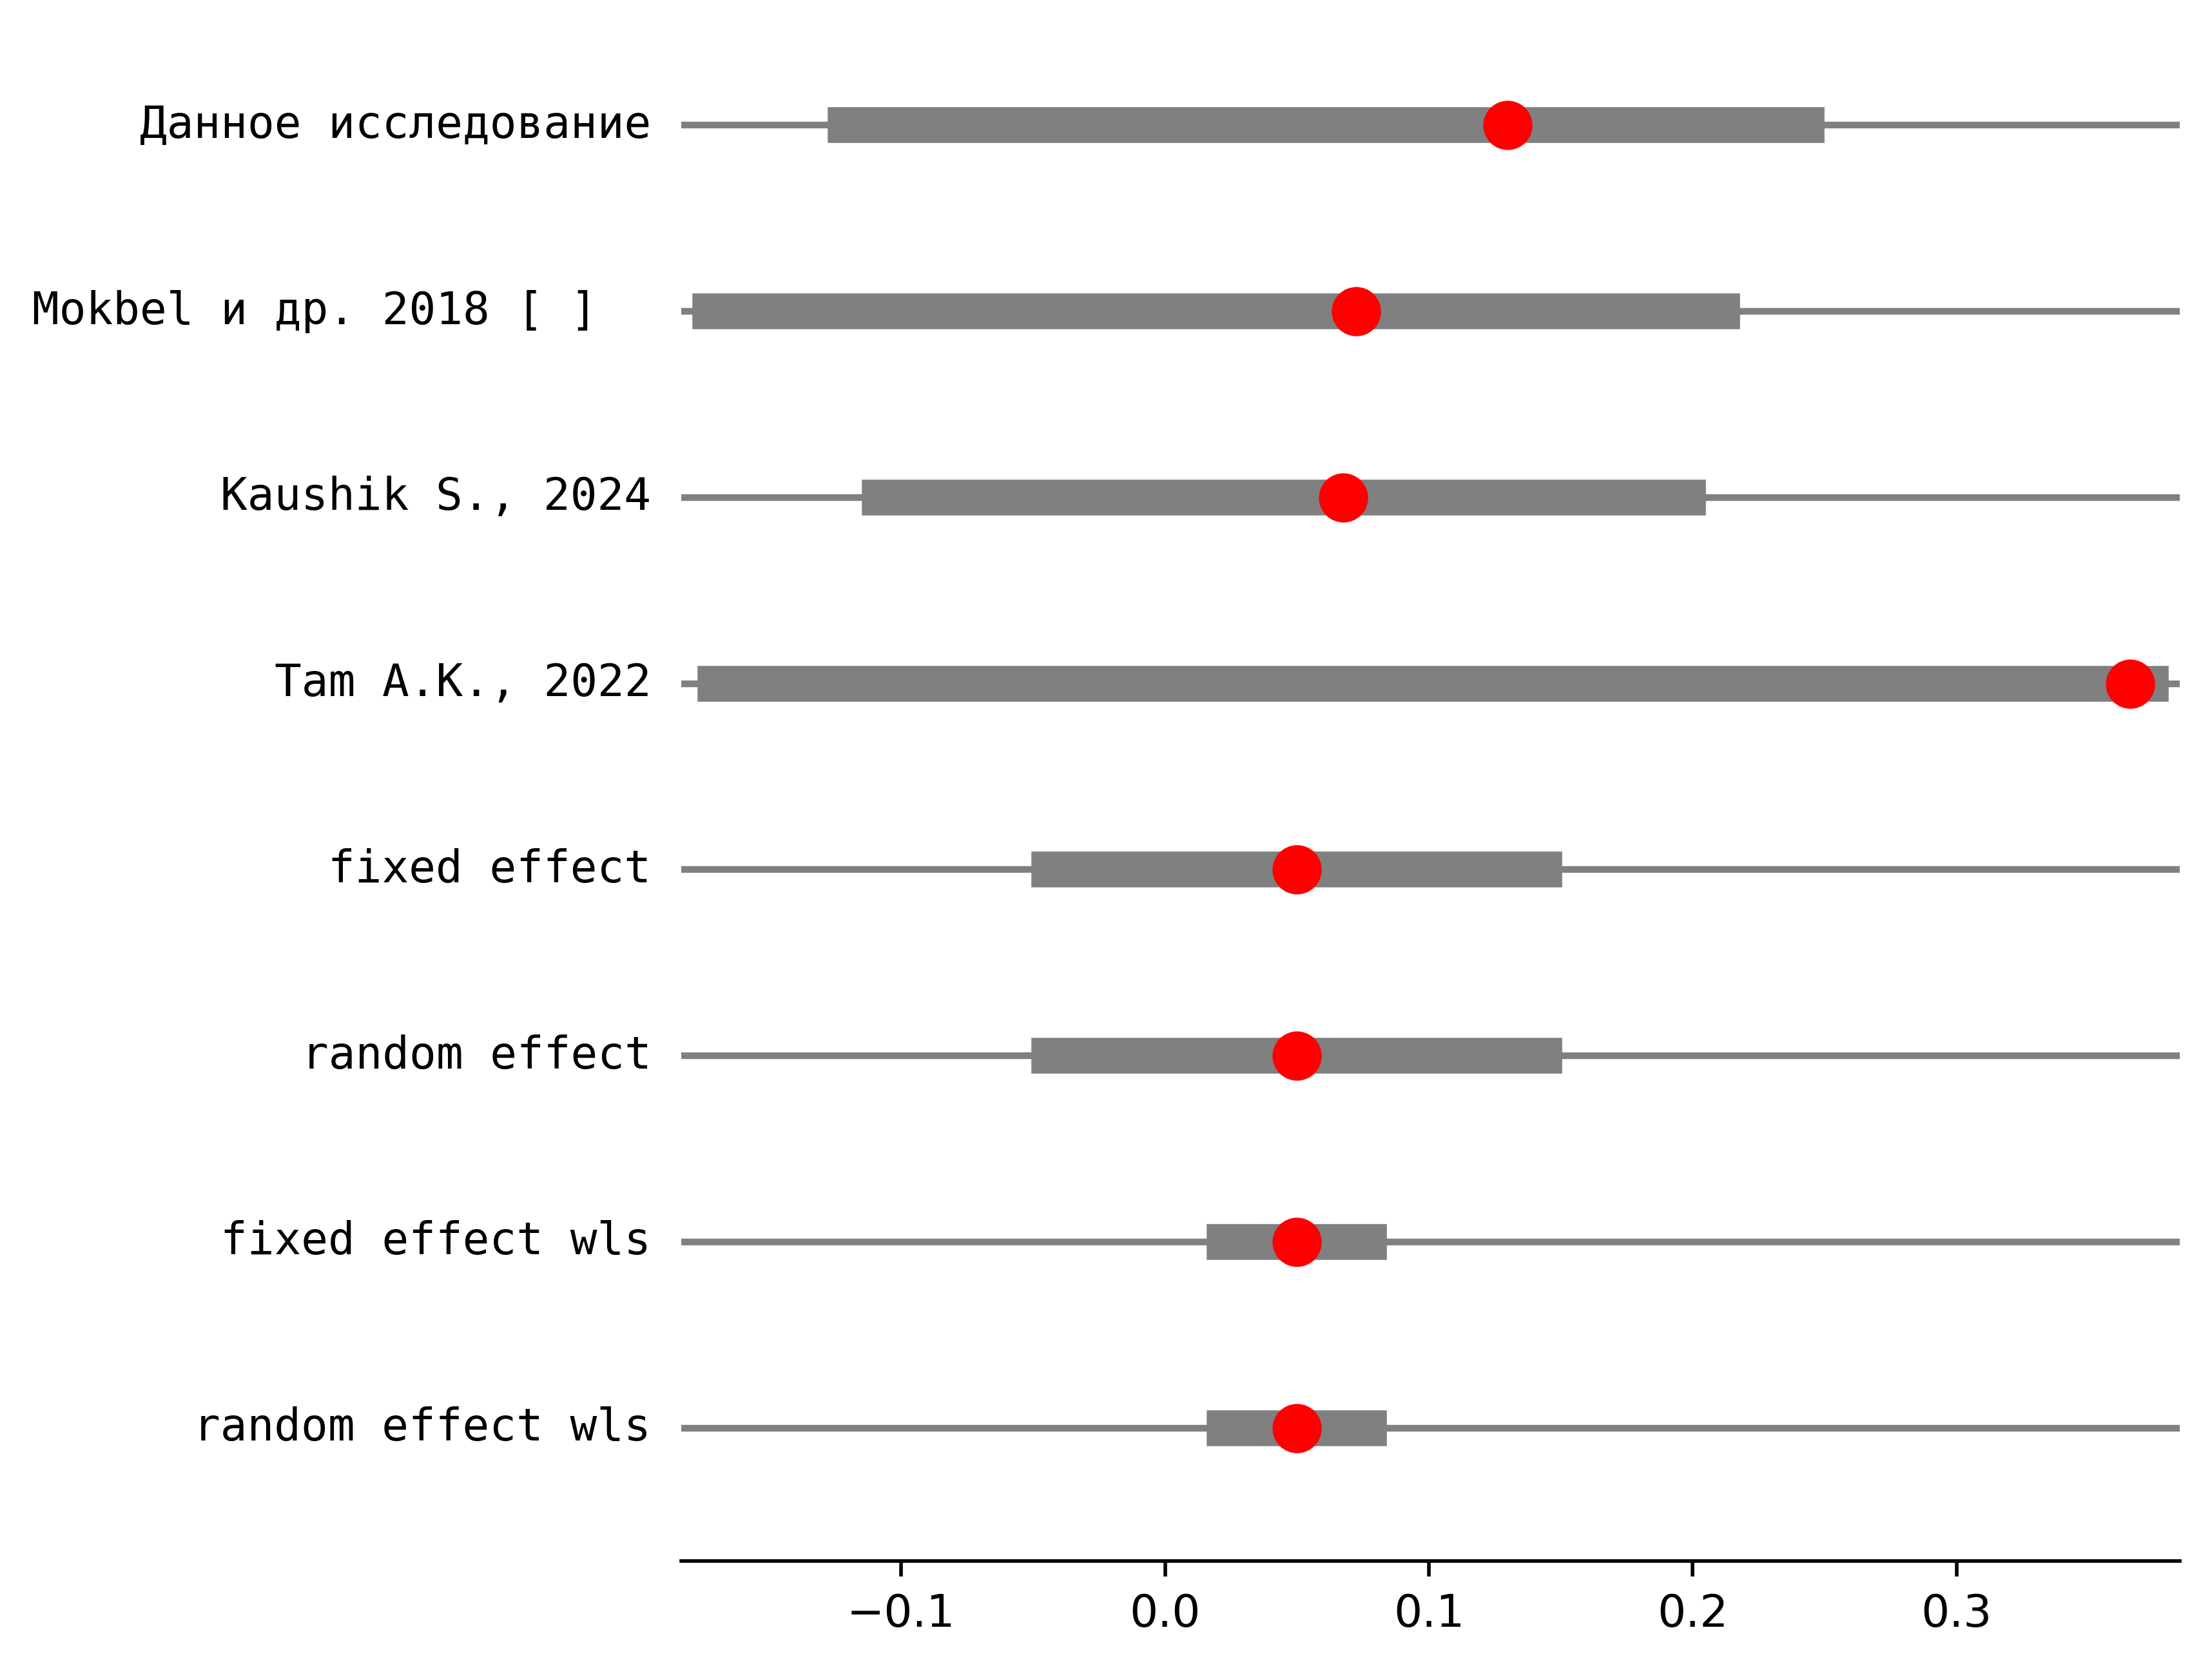 Данное исследование
Mokbel и др. 2018 [ ]
Kaushik S., 2024
Tam A.K., 2022
fixed effect
random effect
fixed effect wls
random effect wls
−0.1 0.0 0.1 0.2 0.3